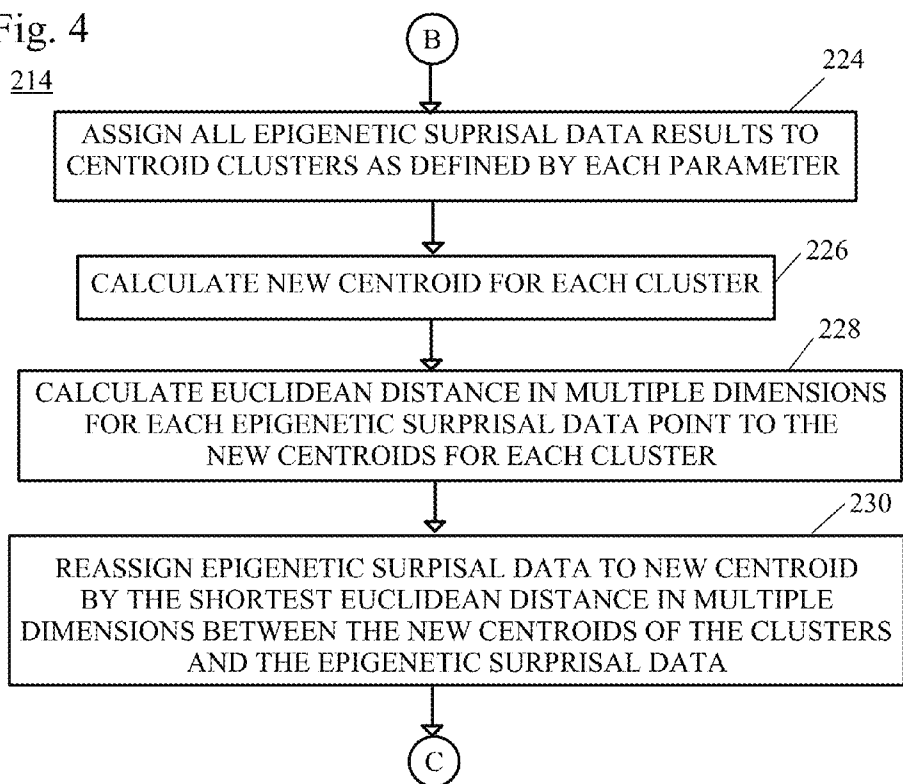 Fig. 4
214
B
224
ASSIGN ALL EPIGENETIC SUPRISAL DATA RESULTS TO
CENTROID CLUSTERS AS DEFINED BY EACH PARAMETER
226
CALCULATE NEW CENTROID FOR EACH CLUSTER
228
CALCULATE EUCLIDEAN DISTANCE IN MULTIPLE DIMENSIONS
FOR EACH EPIGENETIC SURPRISAL DATA POINT TO THE
NEW CENTROIDS FOR EACH CLUSTER
230
REASSIGN EPIGENETIC SURPISAL DATA TO NEW CENTROID
BY THE SHORTEST EUCLIDEAN DISTANCE IN MULTIPLE
DIMENSIONS BETWEEN THE NEW CENTROIDS OF THE CLUSTERS
AND THE EPIGENETIC SURPRISAL DATA
C